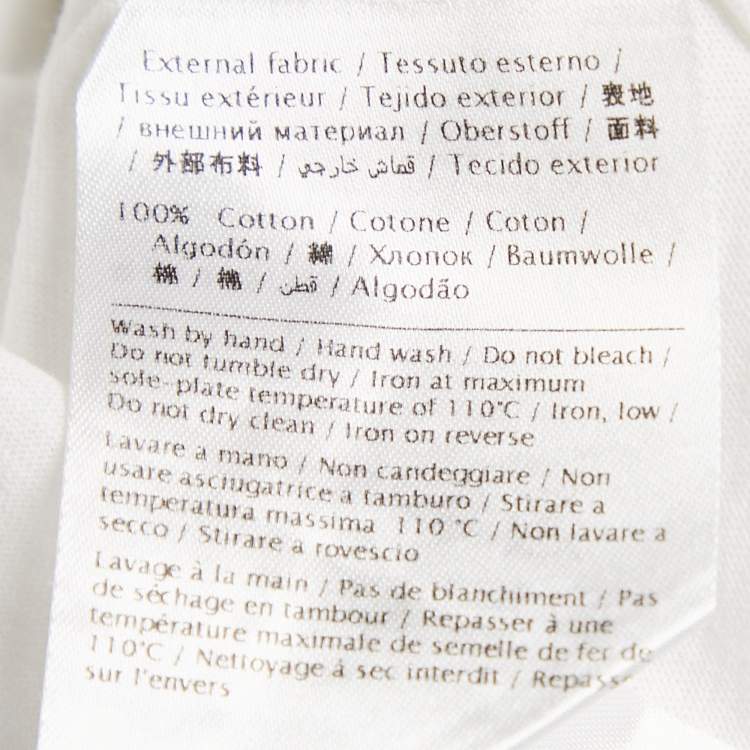 External fabric / Tessuto esterno /
Tissu extérieur / Tejido exterior / 表地
/ внешний материал / Oberstoff / 面料
/ 外部布料 / قماش خارجي / Tecido exterior
100% Cotton / Cotone / Coton /
Algodón / 綿 / Хлопок / Baumwolle /
棉 / 棉 / قطن / Algodão
Wash by hand / Hand wash / Do not bleach /
Do not tumble dry / Iron at maximum
sole-plate temperature of 110°C / Iron, low /
Do not dry clean / Iron on reverse
Lavare a mano / Non candeggiare / Non
usare asciugatrice a tamburo / Stirare a
temperatura massima 110 °C / Non lavare a
secco / Stirare a rovescio
Lavage à la main / Pas de blanchiment / Pas
de séchage en tambour / Repasser à une
température maximale de semelle de fer de
110°C / Nettoyage à sec interdit / Repasser
sur l'envers